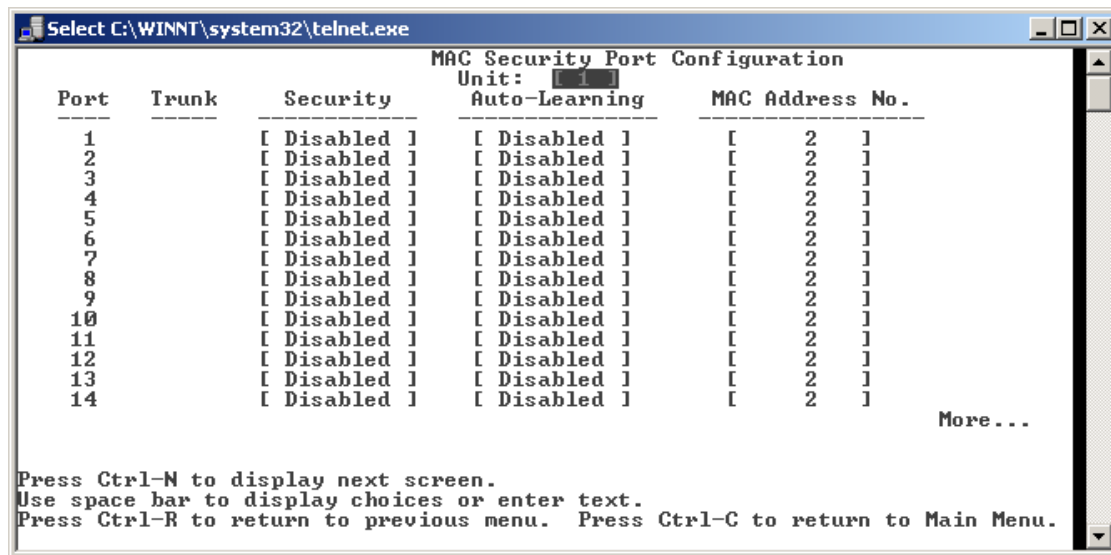 Select C:\WINNT\system32\telnet.exe
MAC Security Port Configuration
Unit: [ 1 ]
Port Trunk Security Auto-Learning MAC Address No.
1 [ Disabled ] [ Disabled ] [ 2 ]
2 [ Disabled ] [ Disabled ] [ 2 ]
3 [ Disabled ] [ Disabled ] [ 2 ]
4 [ Disabled ] [ Disabled ] [ 2 ]
5 [ Disabled ] [ Disabled ] [ 2 ]
6 [ Disabled ] [ Disabled ] [ 2 ]
7 [ Disabled ] [ Disabled ] [ 2 ]
8 [ Disabled ] [ Disabled ] [ 2 ]
9 [ Disabled ] [ Disabled ] [ 2 ]
10 [ Disabled ] [ Disabled ] [ 2 ]
11 [ Disabled ] [ Disabled ] [ 2 ]
12 [ Disabled ] [ Disabled ] [ 2 ]
13 [ Disabled ] [ Disabled ] [ 2 ]
14 [ Disabled ] [ Disabled ] [ 2 ]
More...
Press Ctrl-N to display next screen.
Use space bar to display choices or enter text.
Press Ctrl-R to return to previous menu. Press Ctrl-C to return to Main Menu.